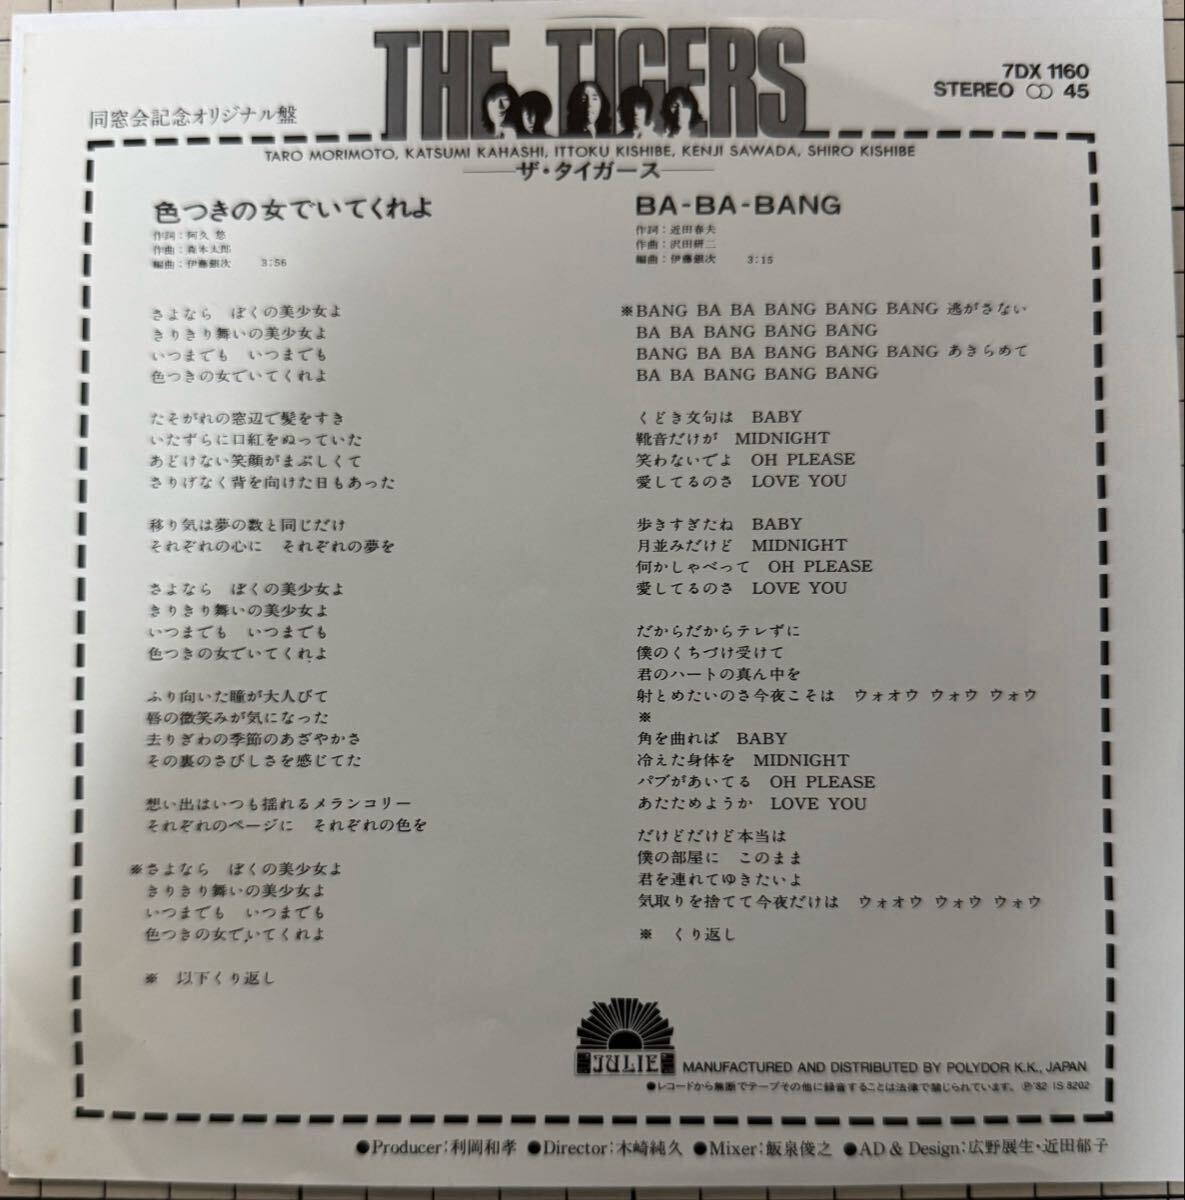 THE TIGERS
7DX 1160
STEREO ∞ 45
同窓会記念オリジナル盤
TARO MORIMOTO, KATSUMI KAHASHI, ITTOKU KISHIBE, KENJI SAWADA, SHIRO KISHIBE
ザ・タイガース
色つきの女でいてくれよ
作詞：阿久 悠
作曲：森本太郎
編曲：伊藤銀次 3:56
さよなら ぼくの美少女よ
きりきり舞いの美少女よ
いつまでも いつまでも
色つきの女でいてくれよ
たそがれの窓辺で髪をすき
いたずらに口紅をぬっていた
あどけない笑顔がまぶしくて
さりげなく背を向けた日もあった
移り気は夢の数と同じだけ
それぞれの心に それぞれの夢を
さよなら ぼくの美少女よ
きりきり舞いの美少女よ
いつまでも いつまでも
色つきの女でいてくれよ
ふり向いた瞳が大人びて
唇の微笑みが気になった
去りぎわの季節のあざやかさ
その裏のさびしさを感じてた
想い出はいつも揺れるメランコリー
それぞれのページに それぞれの色を
※さよなら ぼくの美少女よ
きりきり舞いの美少女よ
いつまでも いつまでも
色つきの女でいてくれよ
※ 以下くり返し
BA-BA-BANG
作詞：近田春夫
作曲：沢田研二
編曲：伊藤銀次 3:15
※BANG BA BA BANG BANG BANG 逃がさない
BA BA BANG BANG BANG
BANG BA BA BANG BANG BANG あきらめて
BA BA BANG BANG BANG
くどき文句は BABY
靴音だけが MIDNIGHT
笑わないでよ OH PLEASE
愛してるのさ LOVE YOU
歩きすぎたね BABY
月並みだけど MIDNIGHT
何かしゃべって OH PLEASE
愛してるのさ LOVE YOU
だからだからテレずに
僕のくちづけ受けて
君のハートの真ん中を
射とめたいのさ今夜こそは ウォオウ ウォウ ウォウ
※
角を曲れば BABY
冷えた身体を MIDNIGHT
パブがあいてる OH PLEASE
あたためようか LOVE YOU
だけどだけど本当は
僕の部屋に このまま
君を連れてゆきたいよ
気取りを捨てて今夜だけは ウォオウ ウォウ ウォウ
※ くり返し
JULIE
MANUFACTURED AND DISTRIBUTED BY POLYDOR K.K., JAPAN
●レコードから無断でテープその他に録音することは法律で禁じられています。 ℗'82 IS 8202
●Producer:利岡和孝 ●Director:木崎純久 ●Mixer:飯泉俊之 ●AD & Design:広野展生・近田郁子